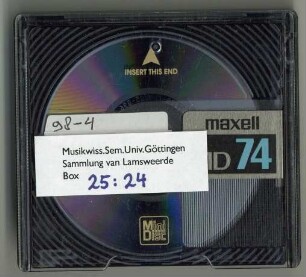 INSERT THIS END
98-4
maxell
MD 74
Musikwiss.Sem.Univ.Göttingen
Sammlung van Lamsweerde
Box 25:24
Mini
Disc